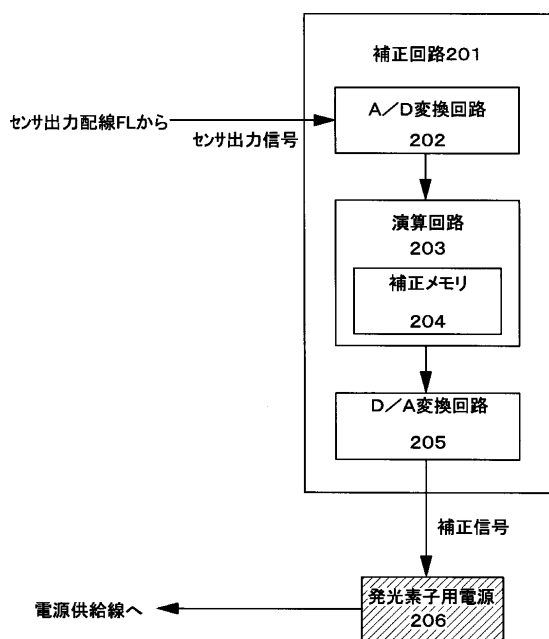 補正回路201
A／D変換回路
202
センサ出力配線FLから
センサ出力信号
演算回路
203
補正メモリ
204
D／A変換回路
205
補正信号
発光素子用電源
206
電源供給線へ